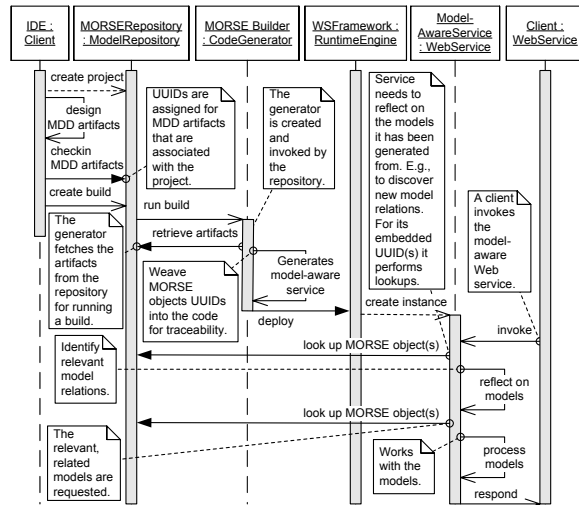 IDE :
Client
MORSERepository
: ModelRepository
MORSE Builder
: CodeGenerator
WSFramework :
RuntimeEngine
Model-
AwareService
: WebService
Client :
WebService
create project
design
MDD artifacts
checkin
MDD artifacts
create build
UUIDs are
assigned for
MDD artifacts
that are
associated
with the
project.
The
generator
is created
and
invoked by
the
repository.
Service
needs to
reflect on
the models
it has been
generated
from. E.g.,
to discover
new model
relations.
For its
embedded
UUID(s) it
performs
lookups.
A client
invokes
the
model-
aware
Web
service.
run build
retrieve artifacts
The
generator
fetches the
artifacts
from the
repository
for running
a build.
Weave MORSE
objects UUIDs
into the code
for traceability.
Generates
model-aware
service
deploy
create instance
invoke
look up MORSE object(s)
Identify
relevant
model
relations.
reflect on
models
look up MORSE object(s)
The
relevant,
related
models are
requested.
Works
with the
models.
process
models
respond